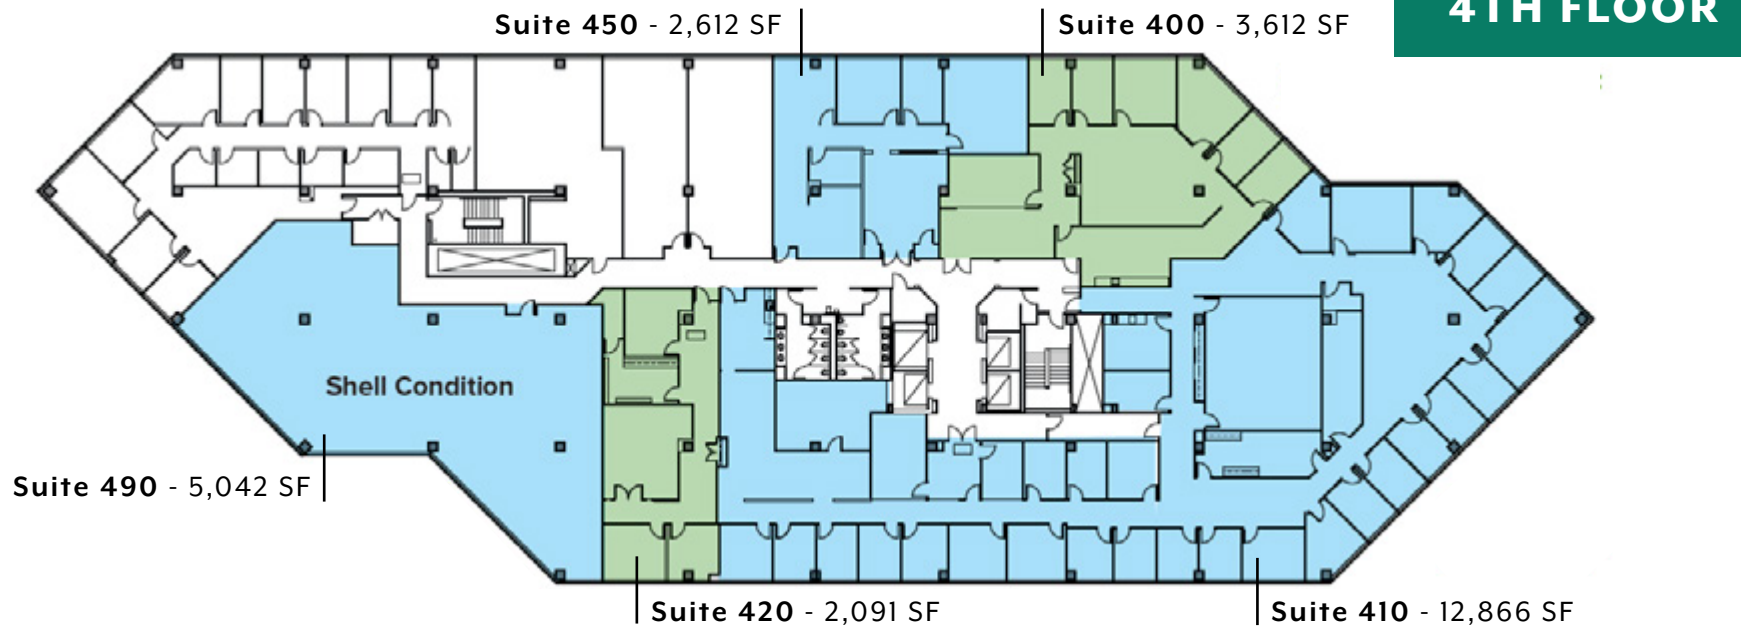 4TH FLOOR
Suite 450 - 2,612 SF
Suite 400 - 3,612 SF
Shell Condition
Suite 490 - 5,042 SF
Suite 420 - 2,091 SF
Suite 410 - 12,866 SF